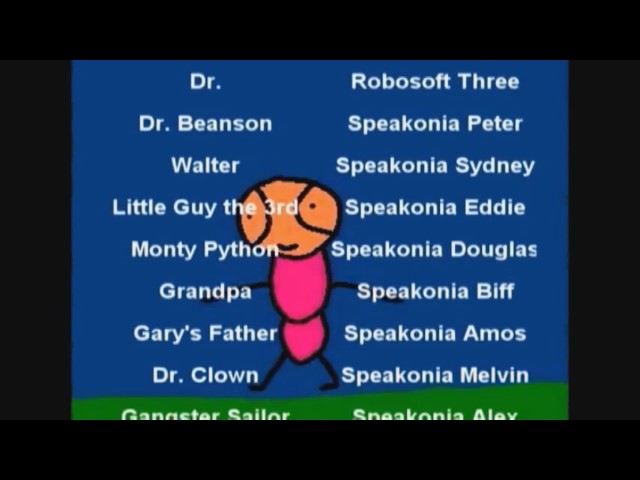 Dr. Robosoft Three
Dr. Beanson Speakonia Peter
Walter Speakonia Sydney
Little Guy the 3rd Speakonia Eddie
Monty Python Speakonia Douglas
Grandpa Speakonia Biff
Gary's Father Speakonia Amos
Dr. Clown Speakonia Melvin
Gangster Sailor Speakonia Alex